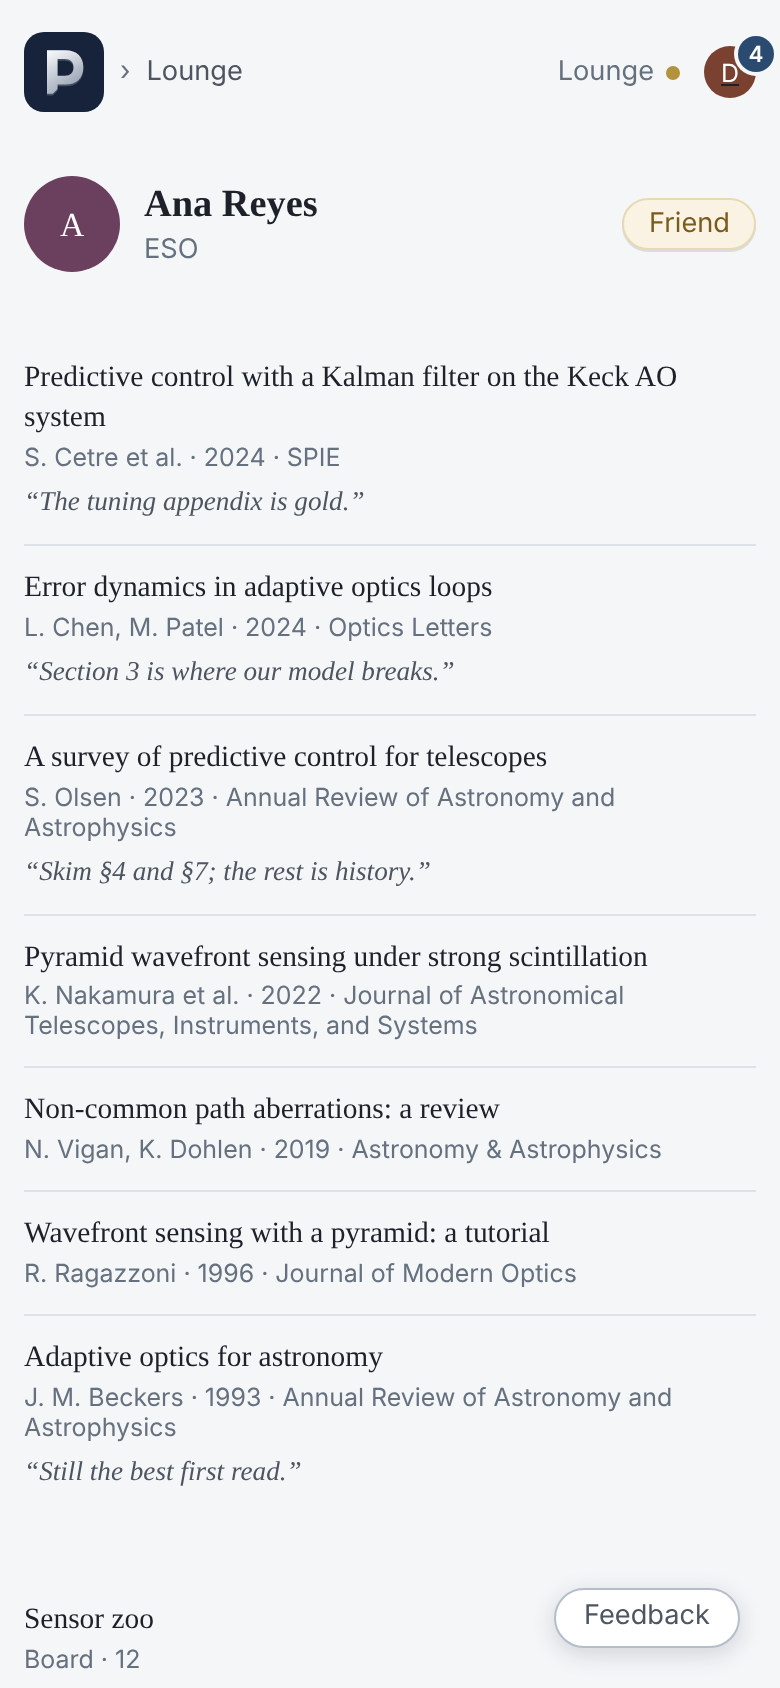 P › Lounge Lounge D 4
A
Ana Reyes
ESO
Friend
Predictive control with a Kalman filter on the Keck AO
system
S. Cetre et al. · 2024 · SPIE
“The tuning appendix is gold.”
Error dynamics in adaptive optics loops
L. Chen, M. Patel · 2024 · Optics Letters
“Section 3 is where our model breaks.”
A survey of predictive control for telescopes
S. Olsen · 2023 · Annual Review of Astronomy and
Astrophysics
“Skim §4 and §7; the rest is history.”
Pyramid wavefront sensing under strong scintillation
K. Nakamura et al. · 2022 · Journal of Astronomical
Telescopes, Instruments, and Systems
Non-common path aberrations: a review
N. Vigan, K. Dohlen · 2019 · Astronomy & Astrophysics
Wavefront sensing with a pyramid: a tutorial
R. Ragazzoni · 1996 · Journal of Modern Optics
Adaptive optics for astronomy
J. M. Beckers · 1993 · Annual Review of Astronomy and
Astrophysics
“Still the best first read.”
Sensor zoo
Board · 12
Feedback